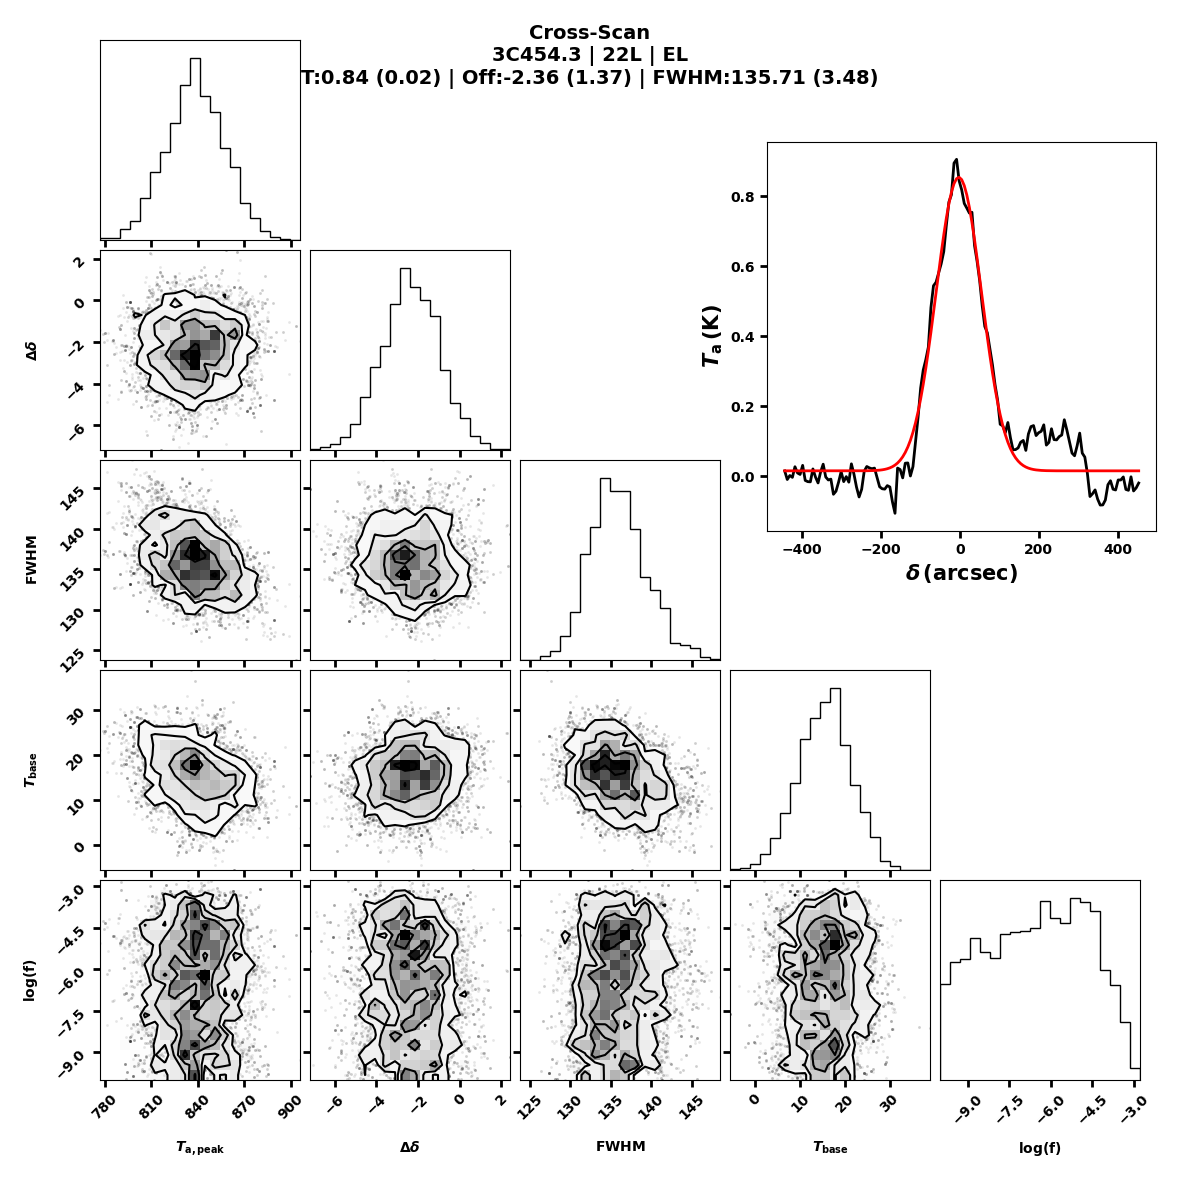 Cross-Scan
3C454.3 | 22L | EL
T:0.84 (0.02) | Off:-2.36 (1.37) | FWHM:135.71 (3.48)
0.8
0.6
0.4
0.2
0.0
Tₐ (K)
−400 −200 0 200 400
δ (arcsec)
2
0
−2
−4
−6
Δδ
145
140
135
130
125
FWHM
30
20
10
0
T_base
−3.0
−4.5
−6.0
−7.5
−9.0
log(f)
780 810 840 870 900
−6 −4 −2 0 2
125 130 135 140 145
0 10 20 30
−9.0 −7.5 −6.0 −4.5 −3.0
T_a,peak
Δδ
FWHM
T_base
log(f)